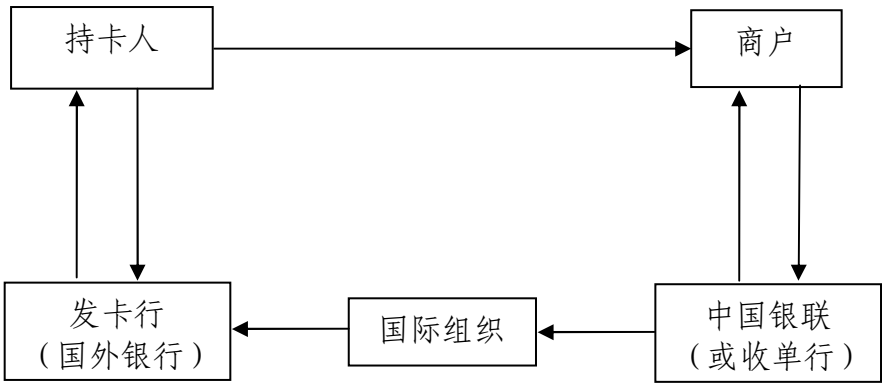 持卡人
商户
发卡行
（国外银行）
国际组织
中国银联
（或收单行）